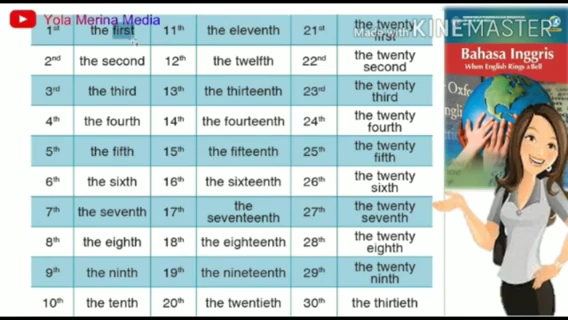 Yola Merina Media
Made with KINEMASTER
1st the first 11th the eleventh 21st the twenty first
2nd the second 12th the twelfth 22nd the twenty second
3rd the third 13th the thirteenth 23rd the twenty third
4th the fourth 14th the fourteenth 24th the twenty fourth
5th the fifth 15th the fifteenth 25th the twenty fifth
6th the sixth 16th the sixteenth 26th the twenty sixth
7th the seventh 17th the seventeenth 27th the twenty seventh
8th the eighth 18th the eighteenth 28th the twenty eighth
9th the ninth 19th the nineteenth 29th the twenty ninth
10th the tenth 20th the twentieth 30th the thirtieth
Bahasa Inggris
When English Rings a Bell